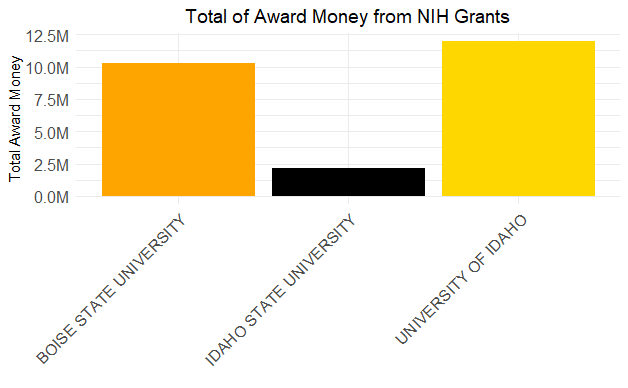 Total of Award Money from NIH Grants
Total Award Money
12.5M
10.0M
7.5M
5.0M
2.5M
0.0M
BOISE STATE UNIVERSITY
IDAHO STATE UNIVERSITY
UNIVERSITY OF IDAHO